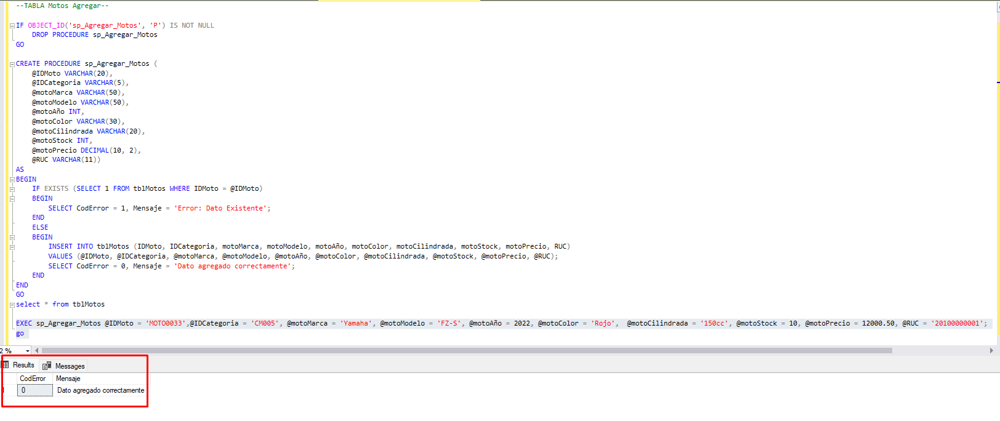 --TABLA Motos Agregar--
IF OBJECT_ID('sp_Agregar_Motos', 'P') IS NOT NULL
DROP PROCEDURE sp_Agregar_Motos
GO
CREATE PROCEDURE sp_Agregar_Motos (
@IDMoto VARCHAR(20),
@IDCategoria VARCHAR(5),
@motoMarca VARCHAR(50),
@motoModelo VARCHAR(50),
@motoAño INT,
@motoColor VARCHAR(30),
@motoCilindrada VARCHAR(20),
@motoStock INT,
@motoPrecio DECIMAL(10, 2),
@RUC VARCHAR(11))
AS
BEGIN
IF EXISTS (SELECT 1 FROM tblMotos WHERE IDMoto = @IDMoto)
BEGIN
SELECT CodError = 1, Mensaje = 'Error: Dato Existente';
END
ELSE
BEGIN
INSERT INTO tblMotos (IDMoto, IDCategoria, motoMarca, motoModelo, motoAño, motoColor, motoCilindrada, motoStock, motoPrecio, RUC)
VALUES (@IDMoto, @IDCategoria, @motoMarca, @motoModelo, @motoAño, @motoColor, @motoCilindrada, @motoStock, @motoPrecio, @RUC);
SELECT CodError = 0, Mensaje = 'Dato agregado correctamente';
END
END
GO
select * from tblMotos
EXEC sp_Agregar_Motos @IDMoto = 'MOTO0033',@IDCategoria = 'CM005', @motoMarca = 'Yamaha', @motoModelo = 'FZ-S', @motoAño = 2022, @motoColor = 'Rojo',  @motoCilindrada = '150cc', @motoStock = 10, @motoPrecio = 12000.50, @RUC = '20100000001';
go
2 %
Results Messages
CodError Mensaje
0 Dato agregado correctamente